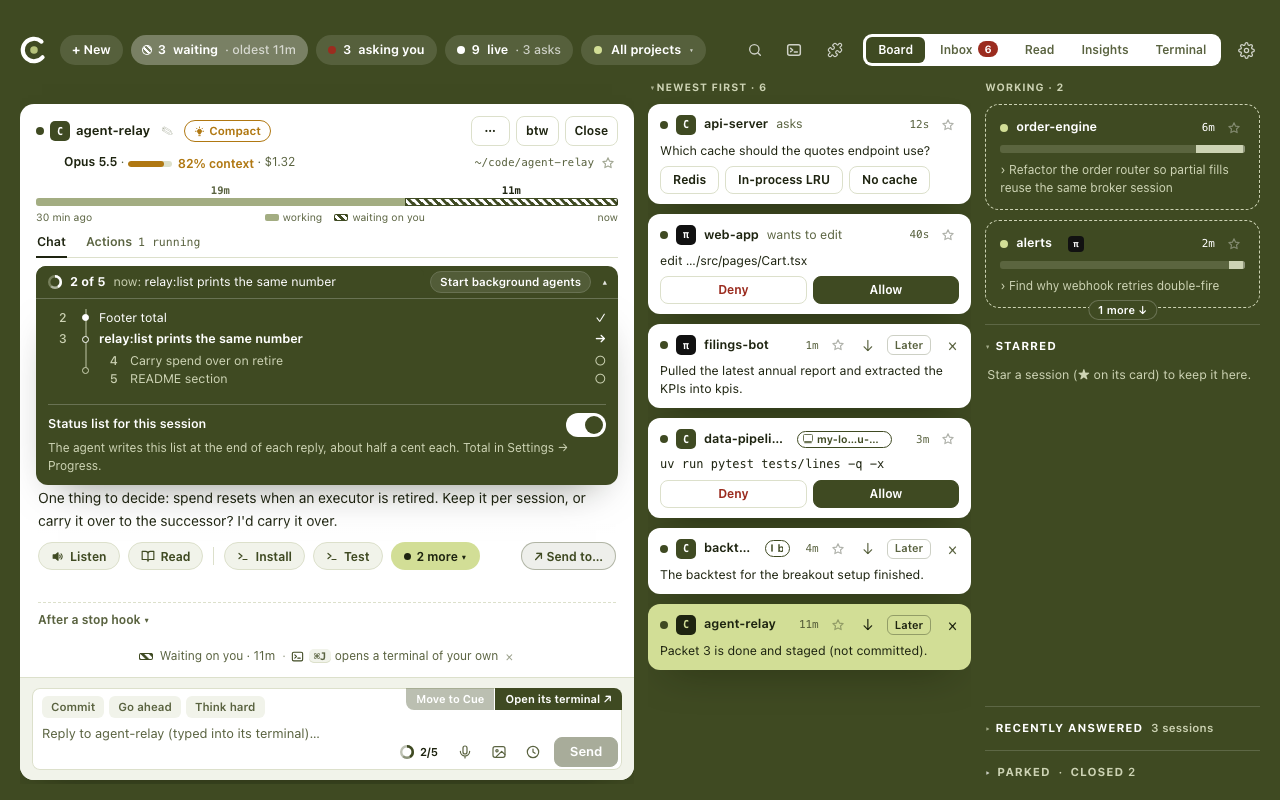 + New
3 waiting · oldest 11m
3 asking you
9 live · 3 asks
All projects
Board
Inbox 6
Read
Insights
Terminal
C agent-relay
Compact
···
btw
Close
Opus 5.5 · 82% context · $1.32
~/code/agent-relay
19m
11m
30 min ago
working
waiting on you
now
Chat
Actions 1 running
2 of 5 now: relay:list prints the same number
Start background agents
2 Footer total
3 relay:list prints the same number
4 Carry spend over on retire
5 README section
Status list for this session
The agent writes this list at the end of each reply, about half a cent each. Total in Settings →
Progress.
One thing to decide: spend resets when an executor is retired. Keep it per session, or
carry it over to the successor? I'd carry it over.
Listen
Read
Install
Test
2 more
Send to...
After a stop hook
Waiting on you · 11m · ⌘J opens a terminal of your own ×
Commit
Go ahead
Think hard
Move to Cue
Open its terminal ↗
Reply to agent-relay (typed into its terminal)...
2/5
Send
NEWEST FIRST · 6
C api-server asks 12s
Which cache should the quotes endpoint use?
Redis
In-process LRU
No cache
π web-app wants to edit 40s
edit .../src/pages/Cart.tsx
Deny
Allow
π filings-bot 1m ↓ Later ×
Pulled the latest annual report and extracted the
KPIs into kpis.
C data-pipeli... my-lo...u-... 3m
uv run pytest tests/lines -q -x
Deny
Allow
C backt... 4m ↓ Later ×
The backtest for the breakout setup finished.
C agent-relay 11m ↓ Later ×
Packet 3 is done and staged (not committed).
WORKING · 2
order-engine 6m
› Refactor the order router so partial fills
reuse the same broker session
alerts π 2m
› Find why webhook retries double-fire
1 more ↓
STARRED
Star a session (★ on its card) to keep it here.
RECENTLY ANSWERED 3 sessions
PARKED · CLOSED 2